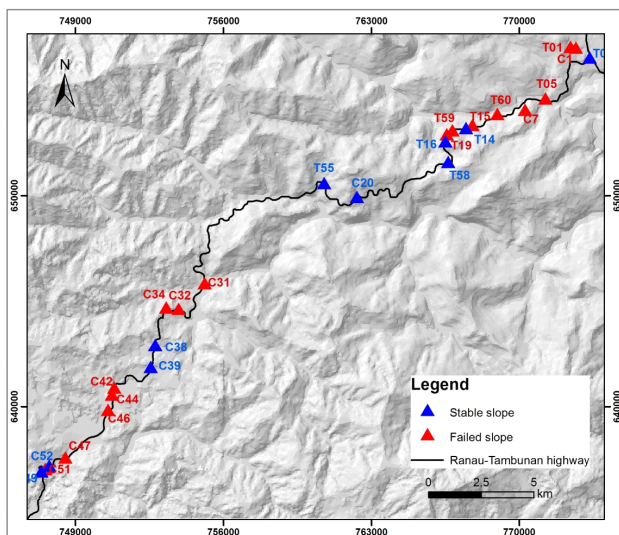 749000 756000 763000 770000
N
T01
C1
T0
T05
T60
C7
T59
T15
T14
T16
T19
T58
T55
C20
650000 650000
C31
C34 C32
C38
C39
C42
C44
C46
640000 640000
C47
C52
C51
49
Legend
Stable slope
Failed slope
Ranau-Tambunan highway
0 2,5 5
km
749000 756000 763000 770000